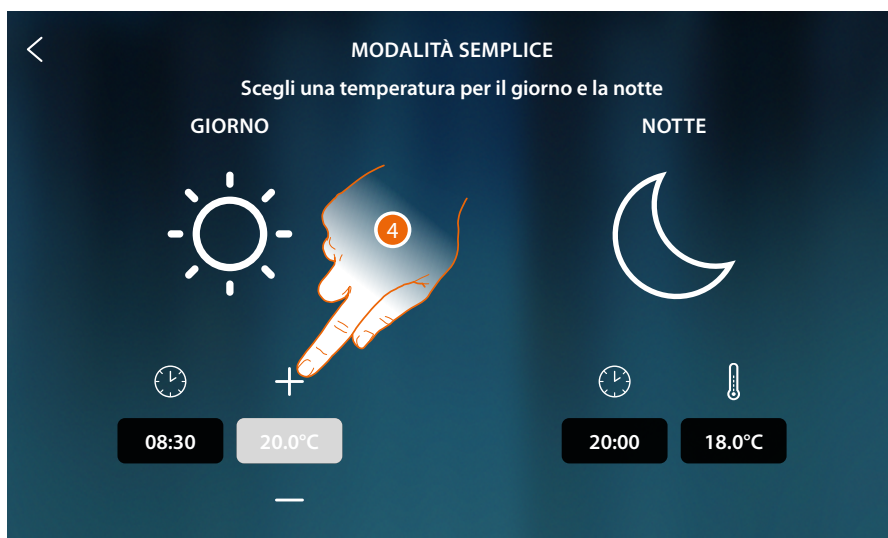 MODALITÀ SEMPLICE
Scegli una temperatura per il giorno e la notte
GIORNO
NOTTE
4
08:30
20.0°C
20:00
18.0°C